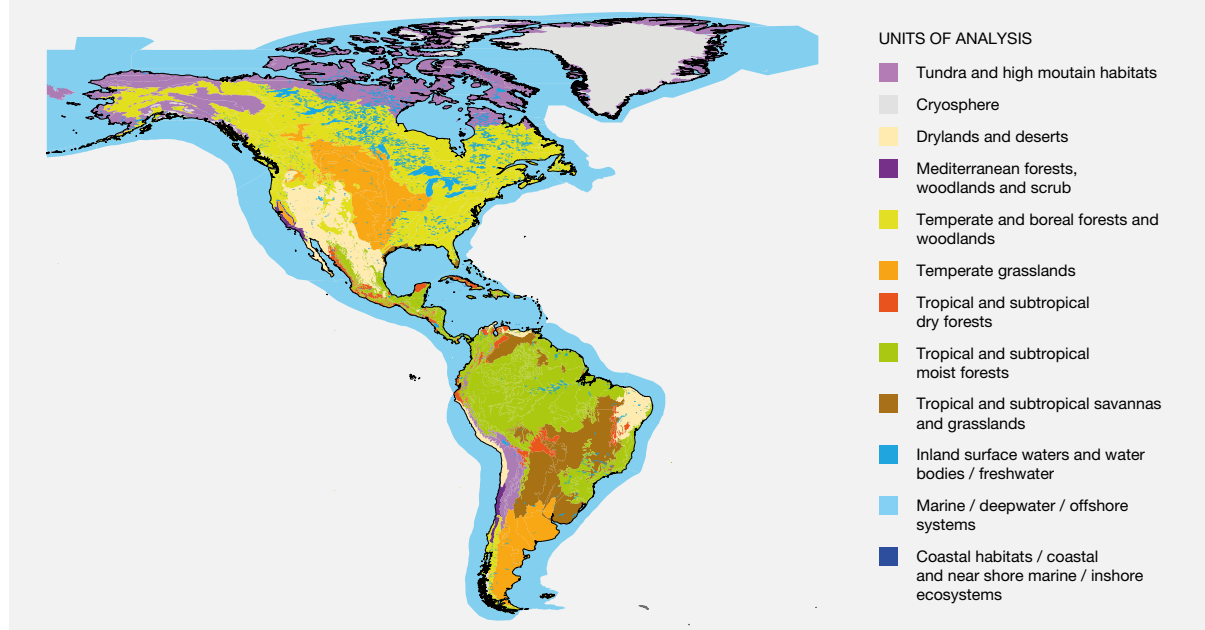 UNITS OF ANALYSIS
Tundra and high moutain habitats
Cryosphere
Drylands and deserts
Mediterranean forests,
woodlands and scrub
Temperate and boreal forests and
woodlands
Temperate grasslands
Tropical and subtropical
dry forests
Tropical and subtropical
moist forests
Tropical and subtropical savannas
and grasslands
Inland surface waters and water
bodies / freshwater
Marine / deepwater / offshore
systems
Coastal habitats / coastal
and near shore marine / inshore
ecosystems